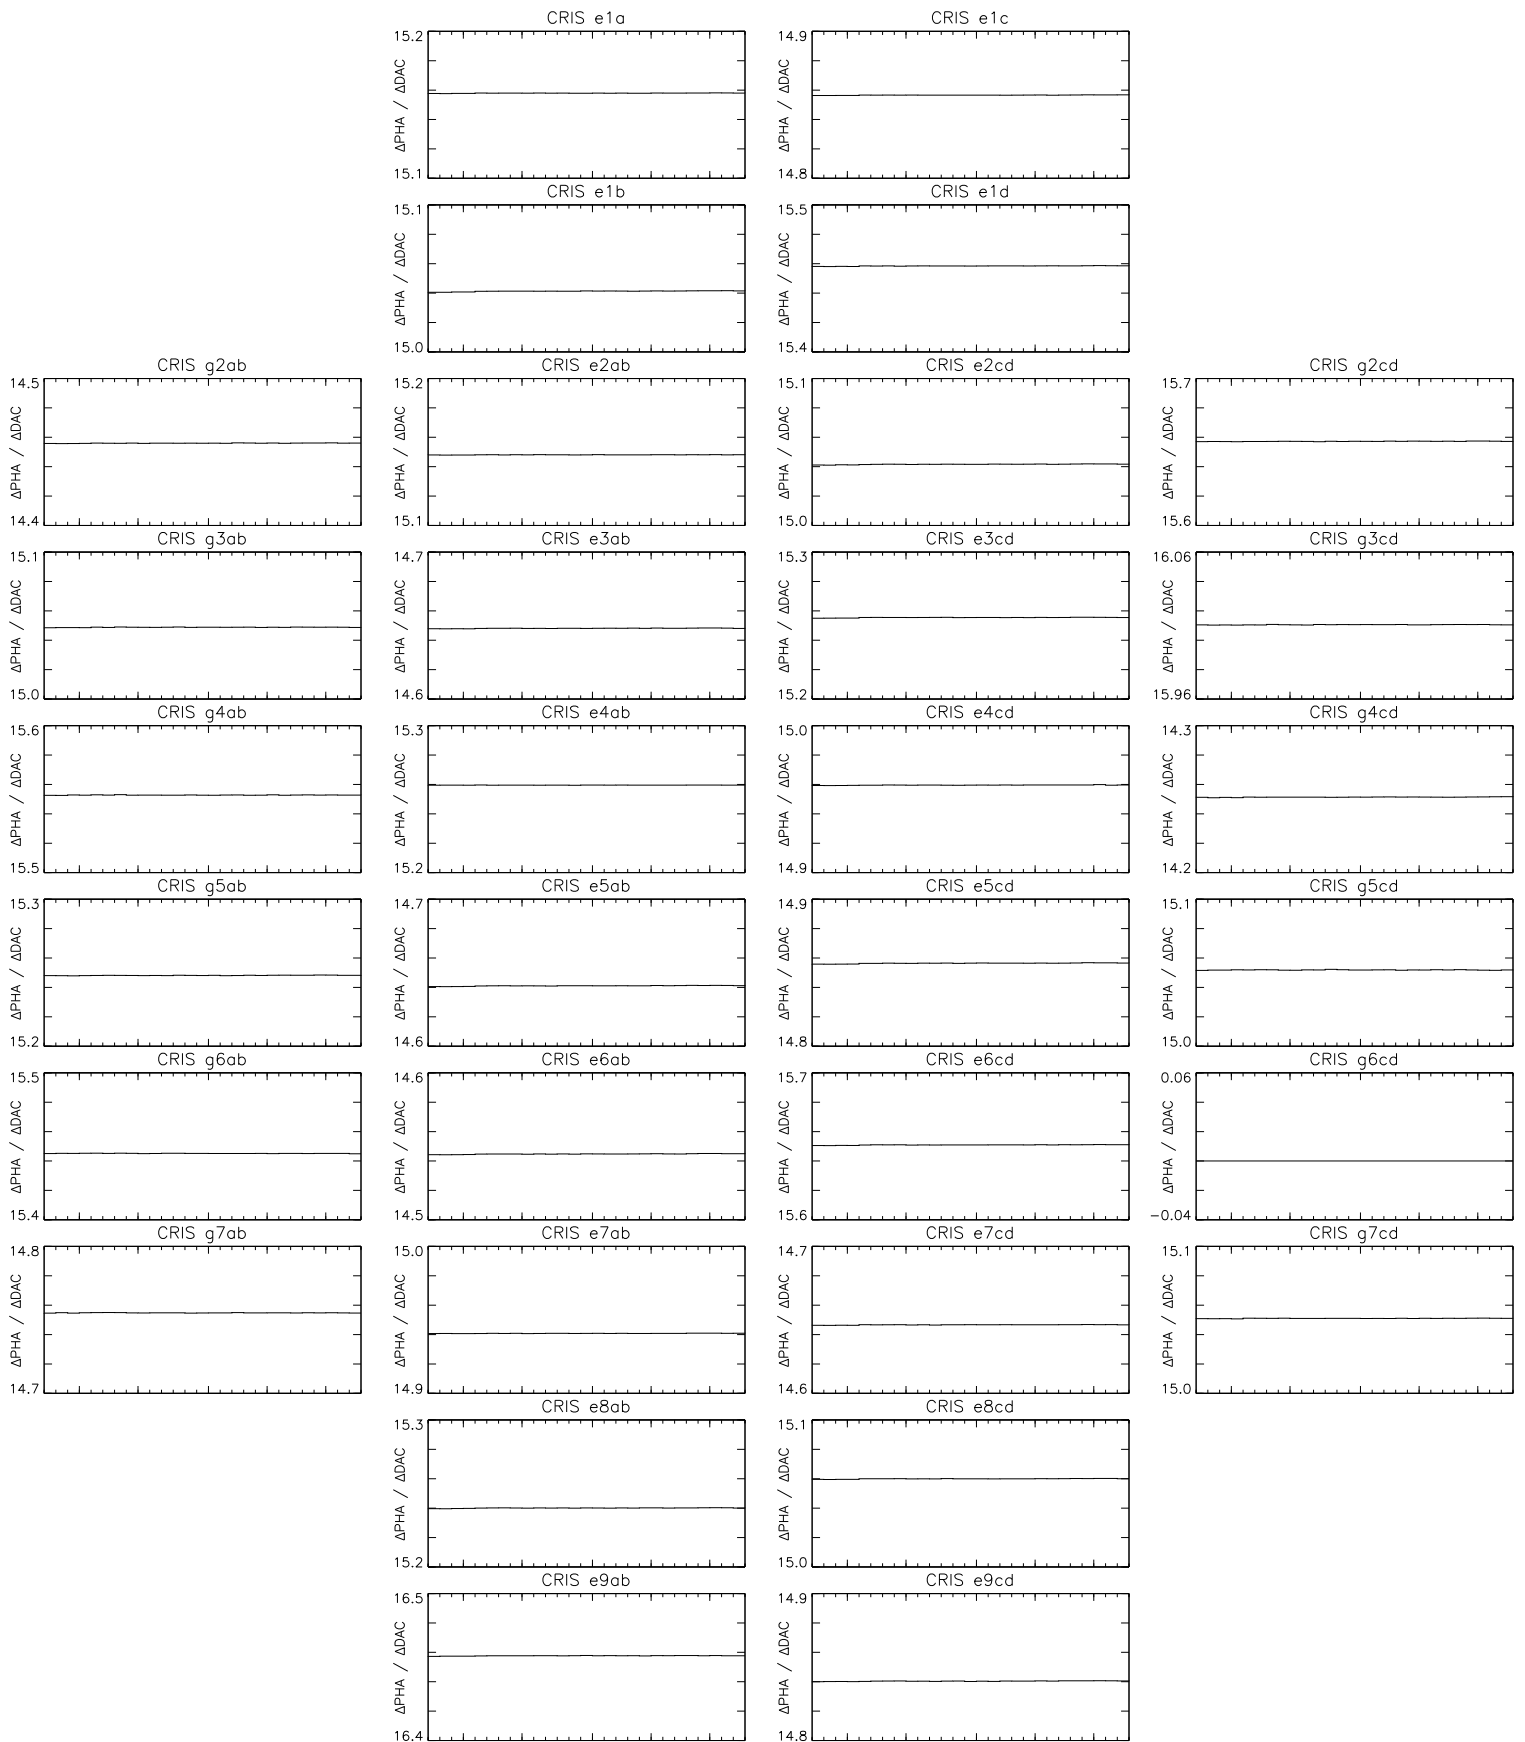 CRIS e1a
15.2
ΔPHA / ΔDAC
15.1
CRIS e1c
14.9
ΔPHA / ΔDAC
14.8
CRIS e1b
15.1
ΔPHA / ΔDAC
15.0
CRIS e1d
15.5
ΔPHA / ΔDAC
15.4
CRIS g2ab
14.5
ΔPHA / ΔDAC
14.4
CRIS e2ab
15.2
ΔPHA / ΔDAC
15.1
CRIS e2cd
15.1
ΔPHA / ΔDAC
15.0
CRIS g2cd
15.7
ΔPHA / ΔDAC
15.6
CRIS g3ab
15.1
ΔPHA / ΔDAC
15.0
CRIS e3ab
14.7
ΔPHA / ΔDAC
14.6
CRIS e3cd
15.3
ΔPHA / ΔDAC
15.2
CRIS g3cd
16.06
ΔPHA / ΔDAC
15.96
CRIS g4ab
15.6
ΔPHA / ΔDAC
15.5
CRIS e4ab
15.3
ΔPHA / ΔDAC
15.2
CRIS e4cd
15.0
ΔPHA / ΔDAC
14.9
CRIS g4cd
14.3
ΔPHA / ΔDAC
14.2
CRIS g5ab
15.3
ΔPHA / ΔDAC
15.2
CRIS e5ab
14.7
ΔPHA / ΔDAC
14.6
CRIS e5cd
14.9
ΔPHA / ΔDAC
14.8
CRIS g5cd
15.1
ΔPHA / ΔDAC
15.0
CRIS g6ab
15.5
ΔPHA / ΔDAC
15.4
CRIS e6ab
14.6
ΔPHA / ΔDAC
14.5
CRIS e6cd
15.7
ΔPHA / ΔDAC
15.6
CRIS g6cd
0.06
ΔPHA / ΔDAC
−0.04
CRIS g7ab
14.8
ΔPHA / ΔDAC
14.7
CRIS e7ab
15.0
ΔPHA / ΔDAC
14.9
CRIS e7cd
14.7
ΔPHA / ΔDAC
14.6
CRIS g7cd
15.1
ΔPHA / ΔDAC
15.0
CRIS e8ab
15.3
ΔPHA / ΔDAC
15.2
CRIS e8cd
15.1
ΔPHA / ΔDAC
15.0
CRIS e9ab
16.5
ΔPHA / ΔDAC
16.4
CRIS e9cd
14.9
ΔPHA / ΔDAC
14.8